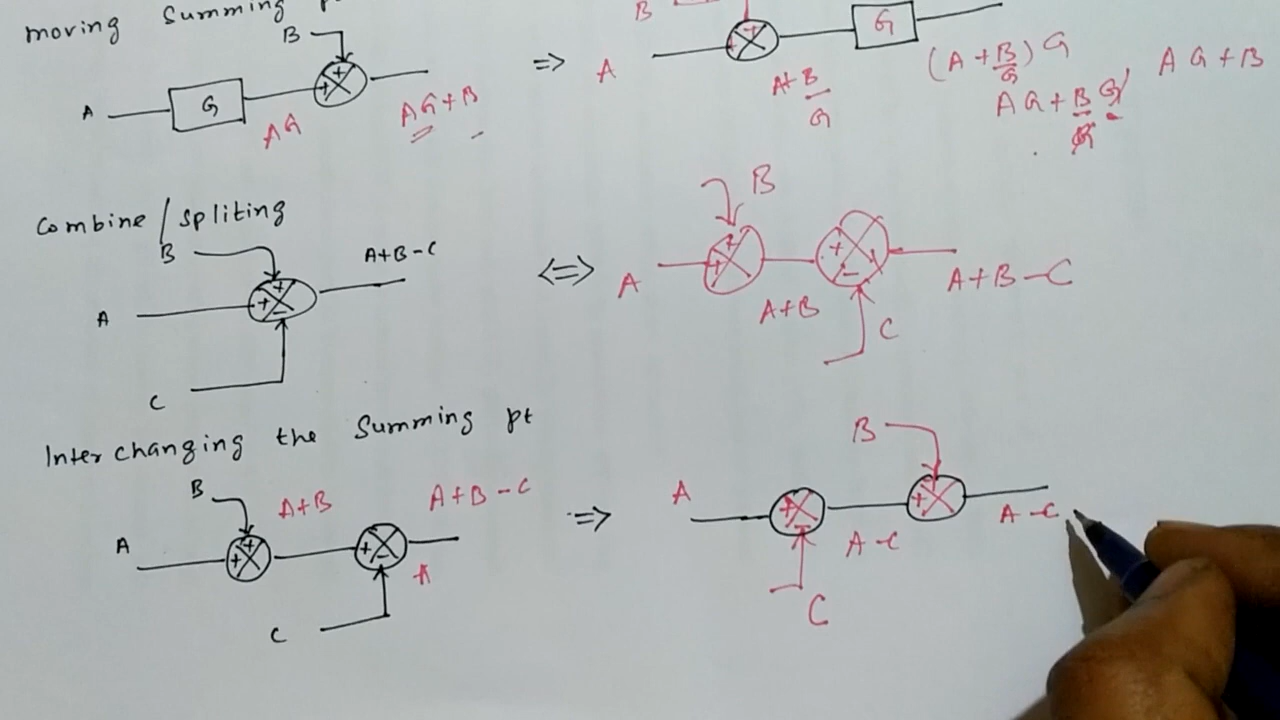 moving Summing
B
A
G
AG
AG+B
=>
B
A
G
A+B/G
(A+B/G)G
AG+B/G G,
AG+B
Combine/spliting
B
A
C
A+B-C
<=>
A
B
A+B
C
A+B-C
Interchanging the Summing pt
B
A
A+B
A+B-C
A
C
=>
A
C
A-C
B
A-C